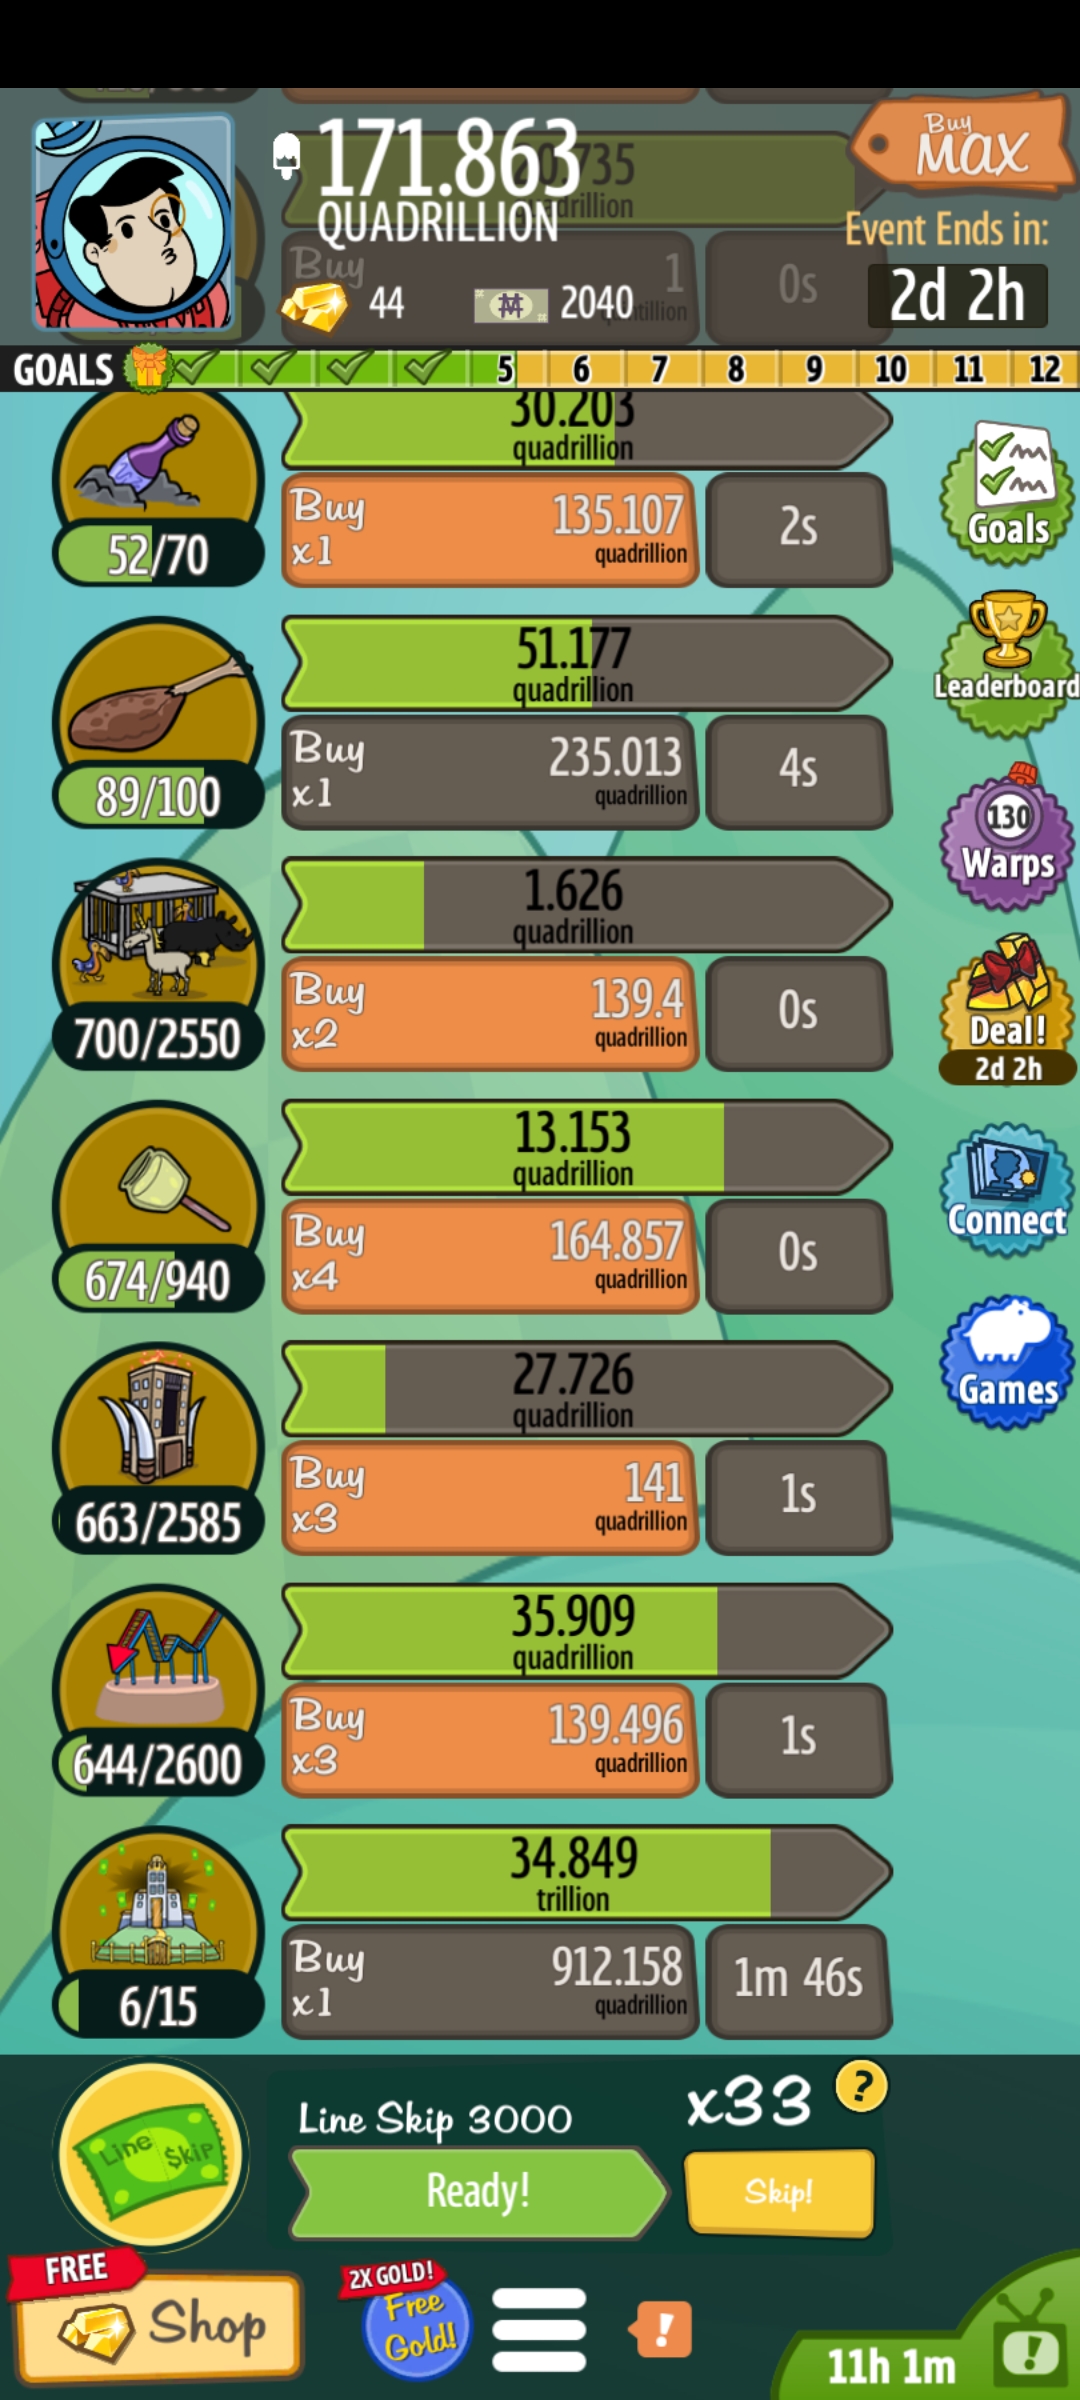 171.863
QUADRILLION
Buy
MAX
Event Ends in:
2d 2h
44
2040
Buy
1
0s
GOALS 5 6 7 8 9 10 11 12
30.203
quadrillion
52/70
Buy
x1
135.107
quadrillion
2s
Goals
51.177
quadrillion
89/100
Buy
x1
235.013
quadrillion
4s
Leaderboard
130
Warps
1.626
quadrillion
700/2550
Buy
x2
139.4
quadrillion
0s
Deal!
2d 2h
13.153
quadrillion
674/940
Buy
x4
164.857
quadrillion
0s
Connect
27.726
quadrillion
663/2585
Buy
x3
141
quadrillion
1s
Games
35.909
quadrillion
644/2600
Buy
x3
139.496
quadrillion
1s
34.849
trillion
6/15
Buy
x1
912.158
quadrillion
1m 46s
Line $kip
Line Skip 3000
x33
?
Ready!
Skip!
FREE
Shop
2X GOLD!
Free
Gold!
!
11h 1m
!